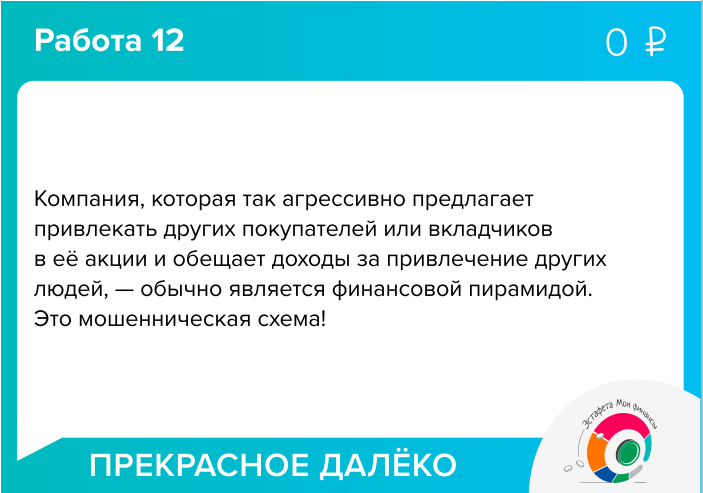 Работа 12
0 ₽
Компания, которая так агрессивно предлагает
привлекать других покупателей или вкладчиков
в её акции и обещает доходы за привлечение других
людей, — обычно является финансовой пирамидой.
Это мошенническая схема!
Эстафета Мои финансы
ПРЕКРАСНОЕ ДАЛЁКО